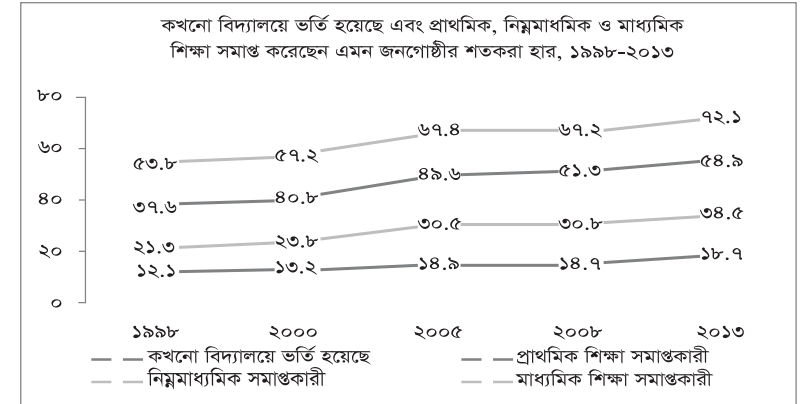 কখনো বিদ্যালয়ে ভর্তি হয়েছে এবং প্রাথমিক, নিম্নমাধমিক ও মাধ্যমিক
শিক্ষা সমাপ্ত করেছেন এমন জনগোষ্ঠীর শতকরা হার, ১৯৯৮-২০১৩
৮০
৭২.১
৬৭.৪ ৬৭.২
৬০
৫৩.৮ ৫৭.২
৪৯.৬ ৫১.৩ ৫৪.৯
৪০
৩৭.৬ ৪০.৮
৩০.৫ ৩০.৮ ৩৪.৫
২০
২১.৩ ২৩.৮
১২.১ ১৩.২ ১৪.৯ ১৪.৭ ১৮.৭
০
১৯৯৮ ২০০০ ২০০৫ ২০০৮ ২০১৩
কখনো বিদ্যালয়ে ভর্তি হয়েছে প্রাথমিক শিক্ষা সমাপ্তকারী
নিম্নমাধ্যমিক সমাপ্তকারী মাধ্যমিক শিক্ষা সমাপ্তকারী